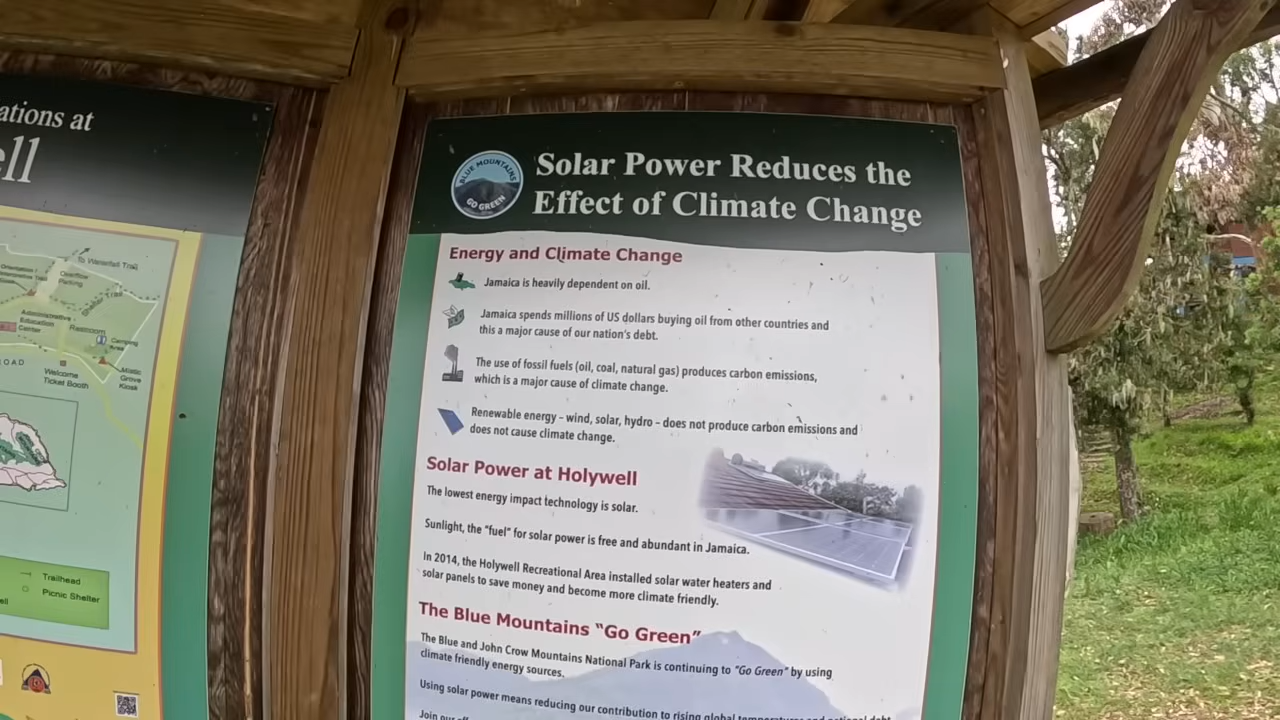 ations at
ell
To Waterfall Trail
Overflow
Parking
Shelter Trail
Administrative
Education
Center
Restroom
Camping
Area
ROAD
Welcome
Ticket Booth
Mistic
Grove
Kiosk
Trailhead
Picnic Shelter
BLUE MOUNTAINS
GO GREEN
Solar Power Reduces the
Effect of Climate Change
Energy and Climate Change
Jamaica is heavily dependent on oil.
Jamaica spends millions of US dollars buying oil from other countries and
this a major cause of our nation's debt.
The use of fossil fuels (oil, coal, natural gas) produces carbon emissions,
which is a major cause of climate change.
Renewable energy – wind, solar, hydro – does not produce carbon emissions and
does not cause climate change.
Solar Power at Holywell
The lowest energy impact technology is solar.
Sunlight, the "fuel" for solar power is free and abundant in Jamaica.
In 2014, the Holywell Recreational Area installed solar water heaters and
solar panels to save money and become more climate friendly.
The Blue Mountains "Go Green"
The Blue and John Crow Mountains National Park is continuing to "Go Green" by using
climate friendly energy sources.
Using solar power means reducing our contribution to rising global temperatures and national debt.
Join our